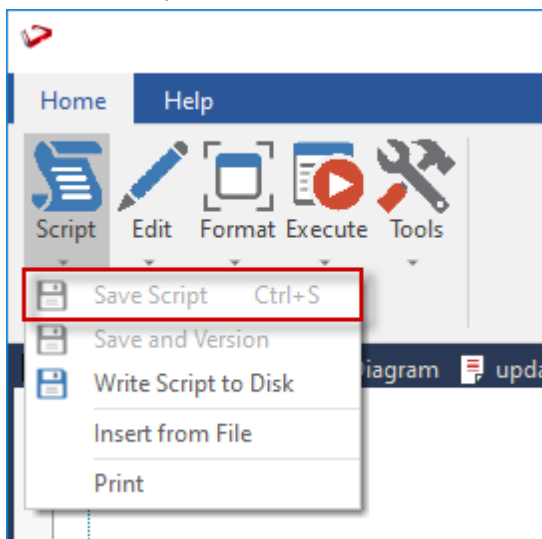 Home Help
Script Edit Format Execute Tools
Save Script Ctrl+S
Save and Version
iagram upda
Write Script to Disk
Insert from File
Print